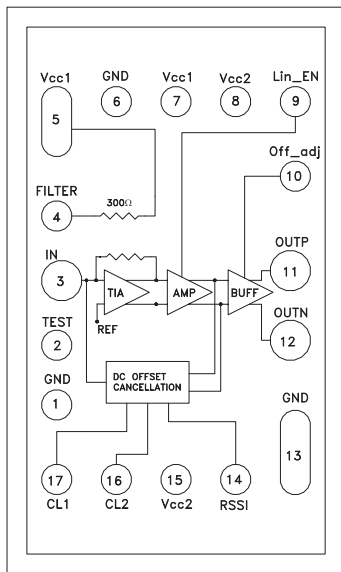 Vcc1 GND Vcc1 Vcc2 Lin_EN
5 6 7 8 9
Off_adj
10
FILTER
4 300Ω
IN
3 TIA AMP BUFF
OUTP
11
REF
OUTN
12
TEST
2
GND
1
DC OFFSET
CANCELLATION
GND
13
17 16 15 14
CL1 CL2 Vcc2 RSSI